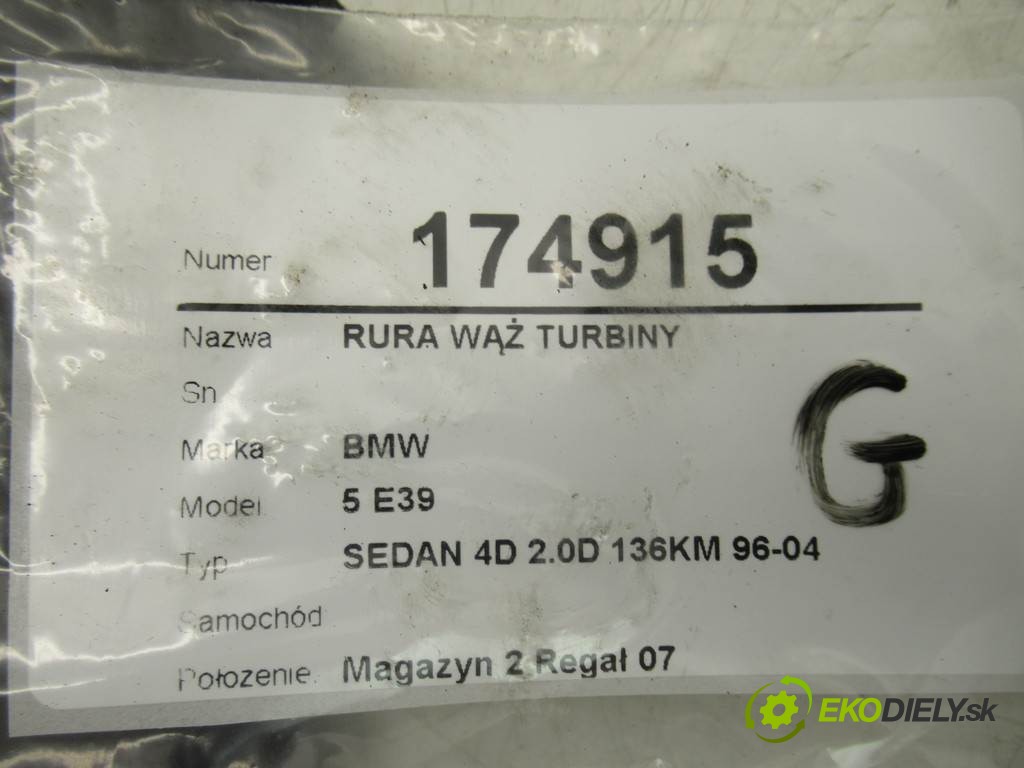 Numer 174915
Nazwa RURA WĄŻ TURBINY
Sn
G
Marka BMW
Model 5 E39
Typ SEDAN 4D 2.0D 136KM 96-04
Samochód
Położenie. Magazyn 2 Regał 07
EKODIELY.sk